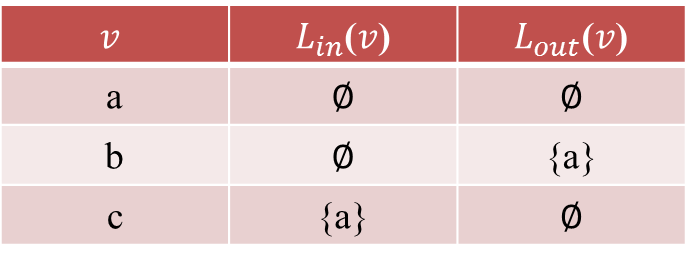 v L_in(v) L_out(v)
a ∅ ∅
b ∅ {a}
c {a} ∅